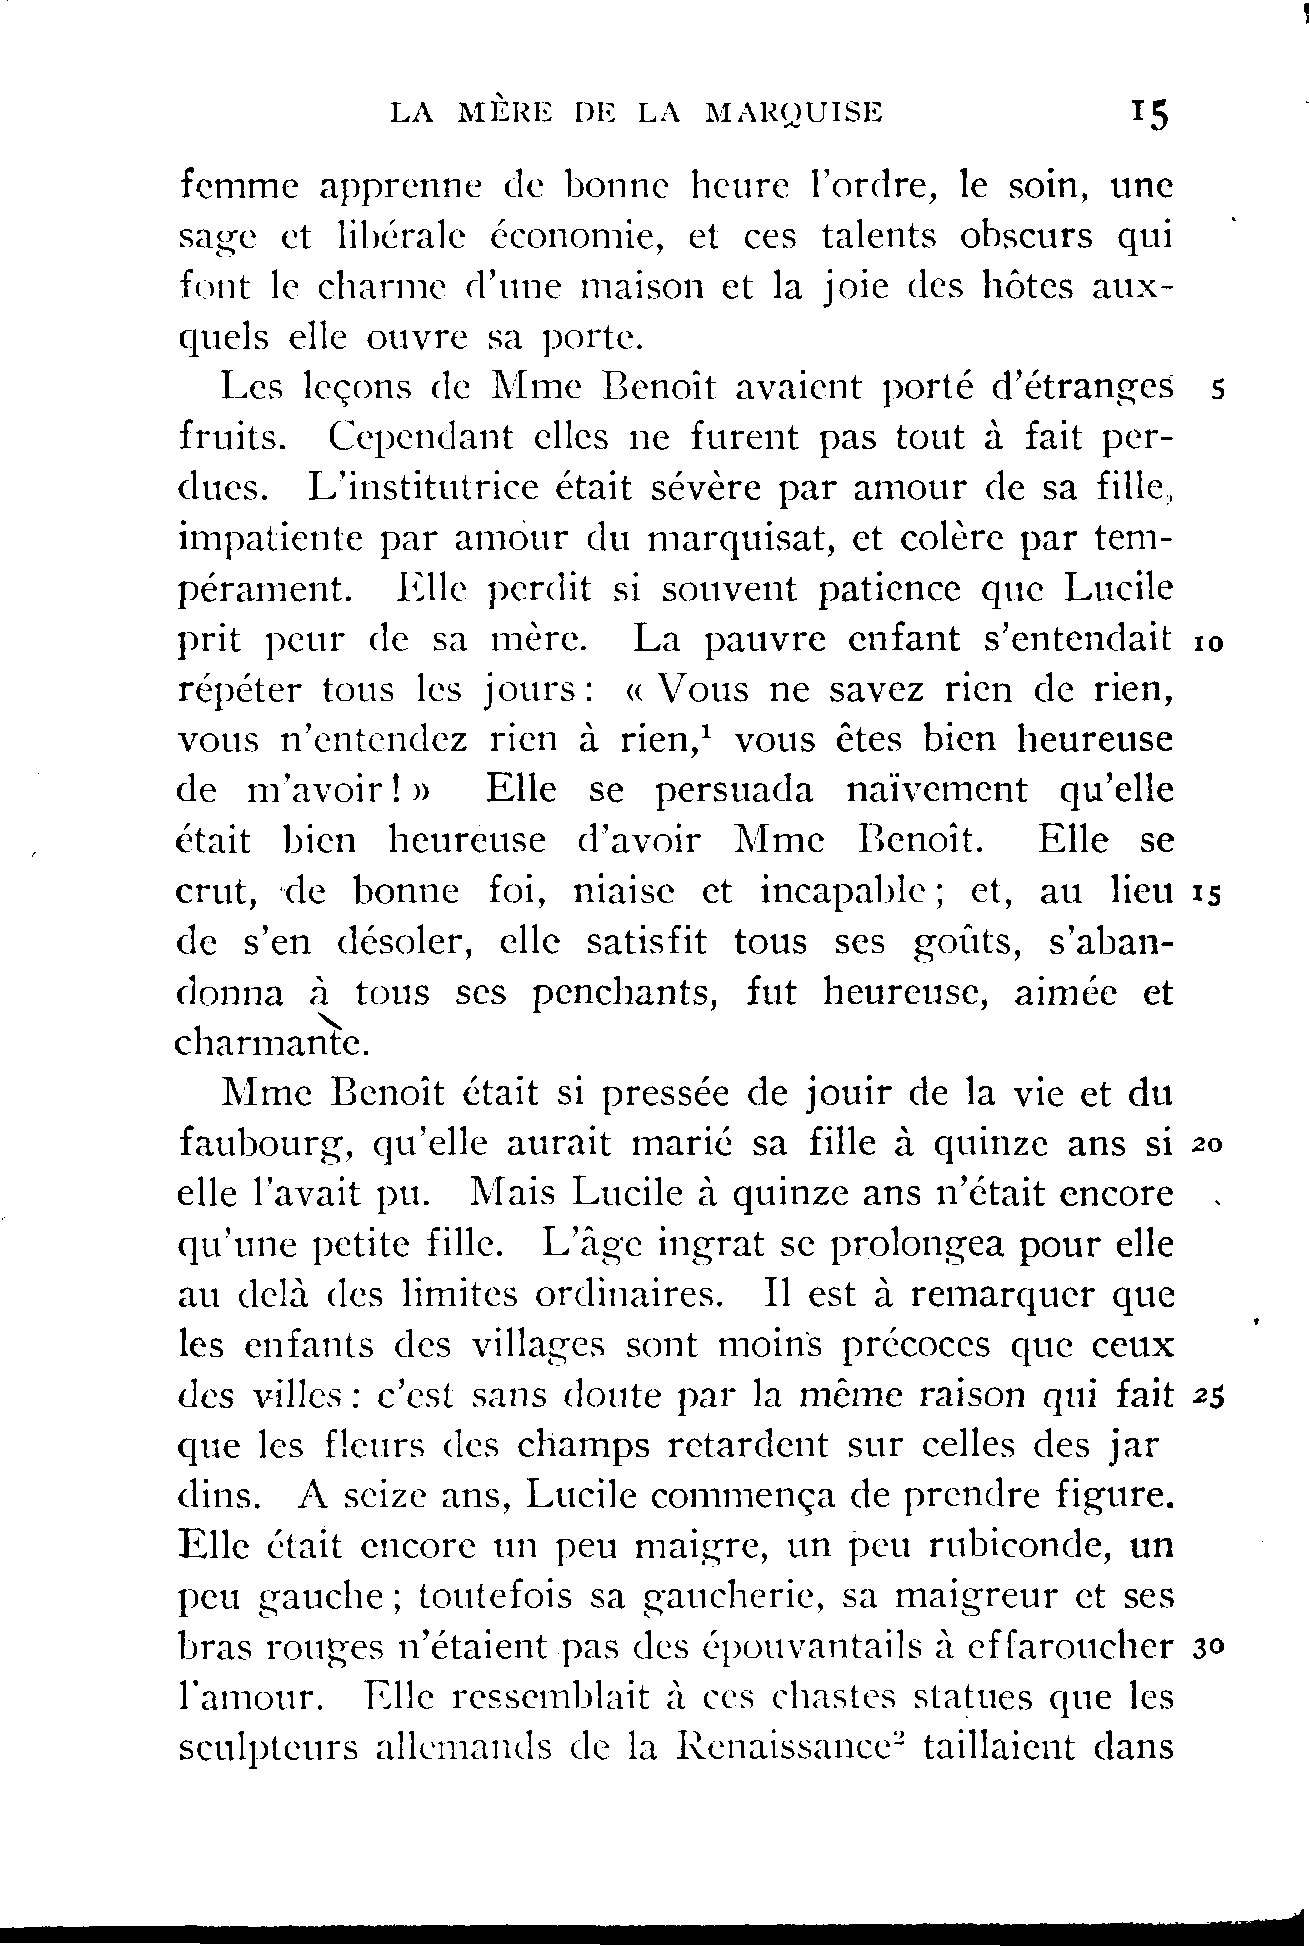 LA MÈRE DE LA MARQUISE 15
femme apprenne de bonne heure l'ordre, le soin, une
sage et libérale économie, et ces talents obscurs qui
font le charme d'une maison et la joie des hôtes aux-
quels elle ouvre sa porte.
Les leçons de Mme Benoît avaient porté d'étranges 5
fruits. Cependant elles ne furent pas tout à fait per-
dues. L'institutrice était sévère par amour de sa fille,
impatiente par amour du marquisat, et colère par tem-
pérament. Elle perdit si souvent patience que Lucile
prit peur de sa mère. La pauvre enfant s'entendait 10
répéter tous les jours: « Vous ne savez rien de rien,
vous n'entendez rien à rien,¹ vous êtes bien heureuse
de m'avoir! » Elle se persuada naïvement qu'elle
était bien heureuse d'avoir Mme Benoît. Elle se
crut, de bonne foi, niaise et incapable; et, au lieu 15
de s'en désoler, elle satisfit tous ses goûts, s'aban-
donna à tous ses penchants, fut heureuse, aimée et
charmante.
Mme Benoît était si pressée de jouir de la vie et du
faubourg, qu'elle aurait marié sa fille à quinze ans si 20
elle l'avait pu. Mais Lucile à quinze ans n'était encore
qu'une petite fille. L'âge ingrat se prolongea pour elle
au delà des limites ordinaires. Il est à remarquer que
les enfants des villages sont moins précoces que ceux
des villes: c'est sans doute par la même raison qui fait 25
que les fleurs des champs retardent sur celles des jar
dins. A seize ans, Lucile commença de prendre figure.
Elle était encore un peu maigre, un peu rubiconde, un
peu gauche; toutefois sa gaucherie, sa maigreur et ses
bras rouges n'étaient pas des épouvantails à effaroucher 30
l'amour. Elle ressemblait à ces chastes statues que les
sculpteurs allemands de la Renaissance² taillaient dans